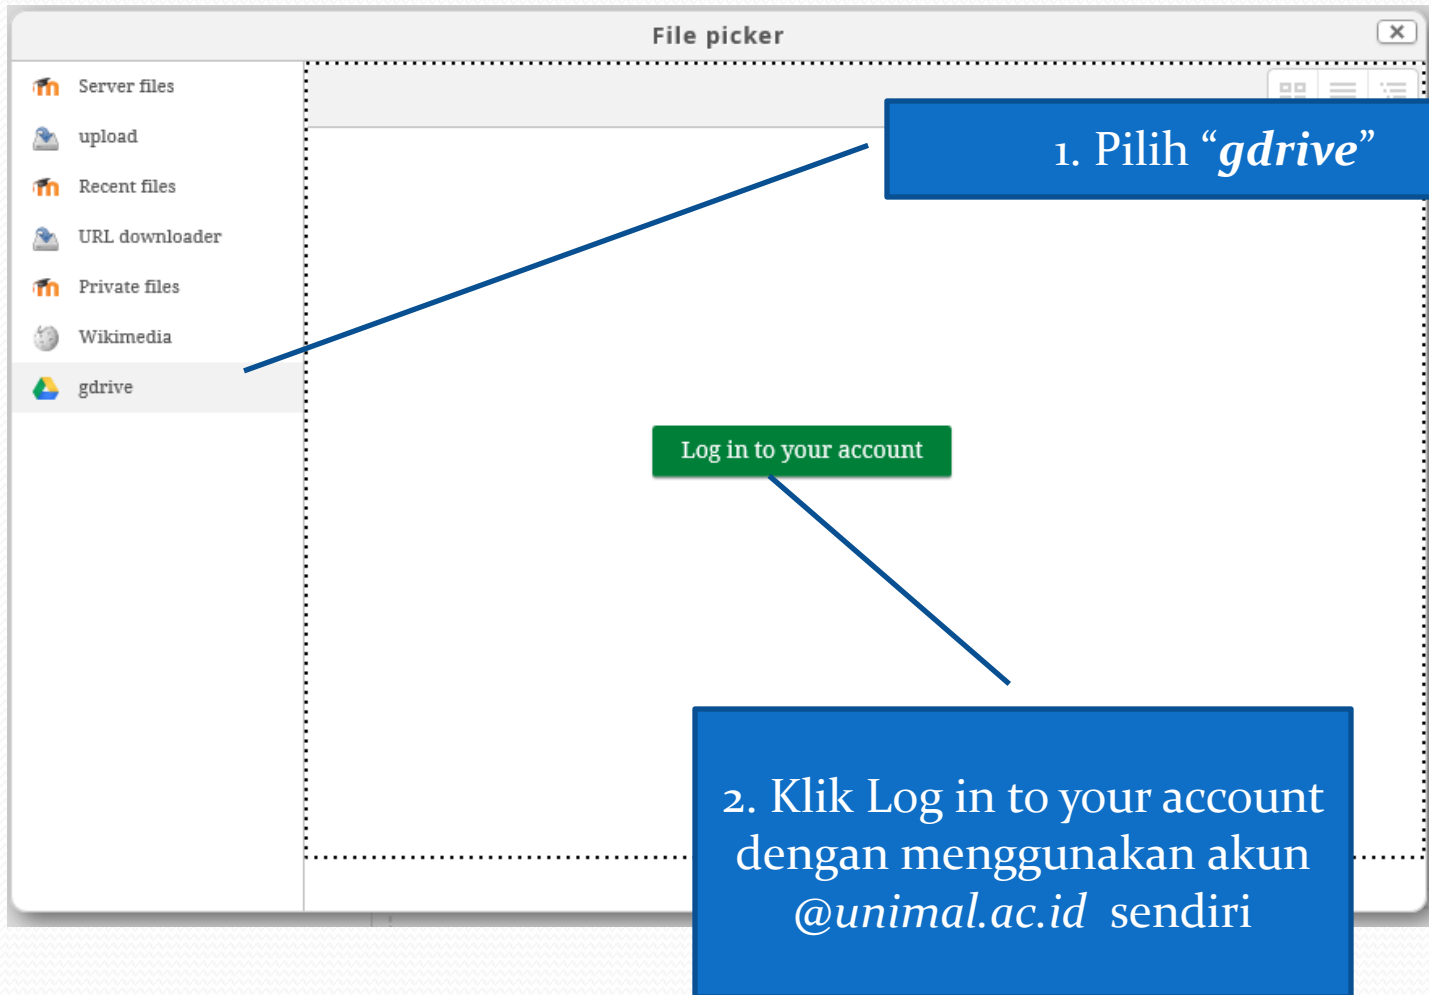 File picker
Server files
upload
Recent files
URL downloader
Private files
Wikimedia
gdrive
1. Pilih “gdrive”
Log in to your account
2. Klik Log in to your account
dengan menggunakan akun
@unimal.ac.id sendiri